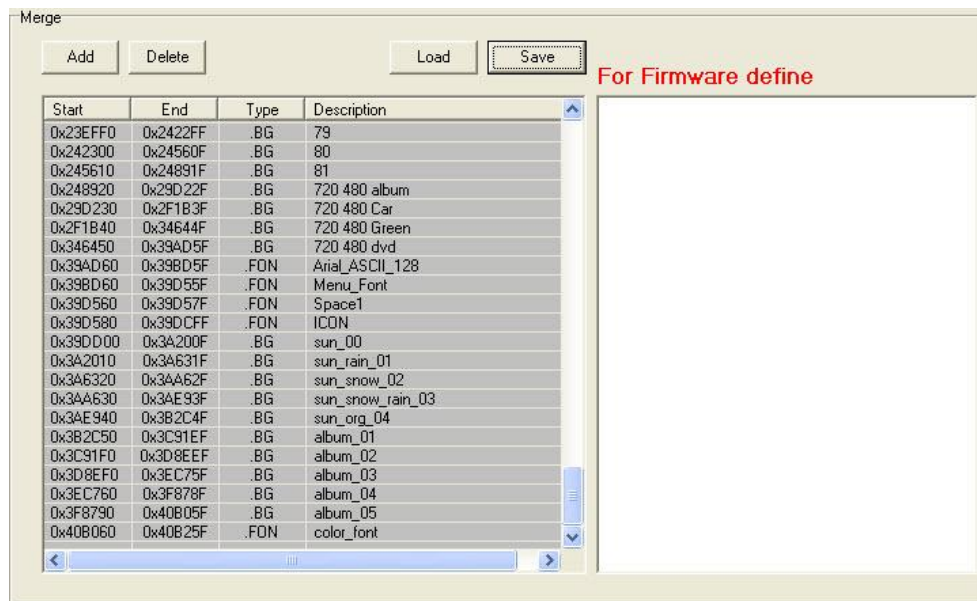 Merge
Add Delete Load Save
For Firmware define
Start End Type Description
0x23EFF0 0x2422FF .BG 79
0x242300 0x24560F .BG 80
0x245610 0x24891F .BG 81
0x248920 0x29D22F .BG 720 480 album
0x29D230 0x2F1B3F .BG 720 480 Car
0x2F1B40 0x34644F .BG 720 480 Green
0x346450 0x39AD5F .BG 720 480 dvd
0x39AD60 0x39BD5F .FON Arial_ASCII_128
0x39BD60 0x39D55F .FON Menu_Font
0x39D560 0x39D57F .FON Space1
0x39D580 0x39DCFF .FON ICON
0x39DD00 0x3A200F .BG sun_00
0x3A2010 0x3A631F .BG sun_rain_01
0x3A6320 0x3AA62F .BG sun_snow_02
0x3AA630 0x3AE93F .BG sun_snow_rain_03
0x3AE940 0x3B2C4F .BG sun_org_04
0x3B2C50 0x3C91EF .BG album_01
0x3C91F0 0x3D8EEF .BG album_02
0x3D8EF0 0x3EC75F .BG album_03
0x3EC760 0x3F878F .BG album_04
0x3F8790 0x40B05F .BG album_05
0x40B060 0x40B25F .FON color_font